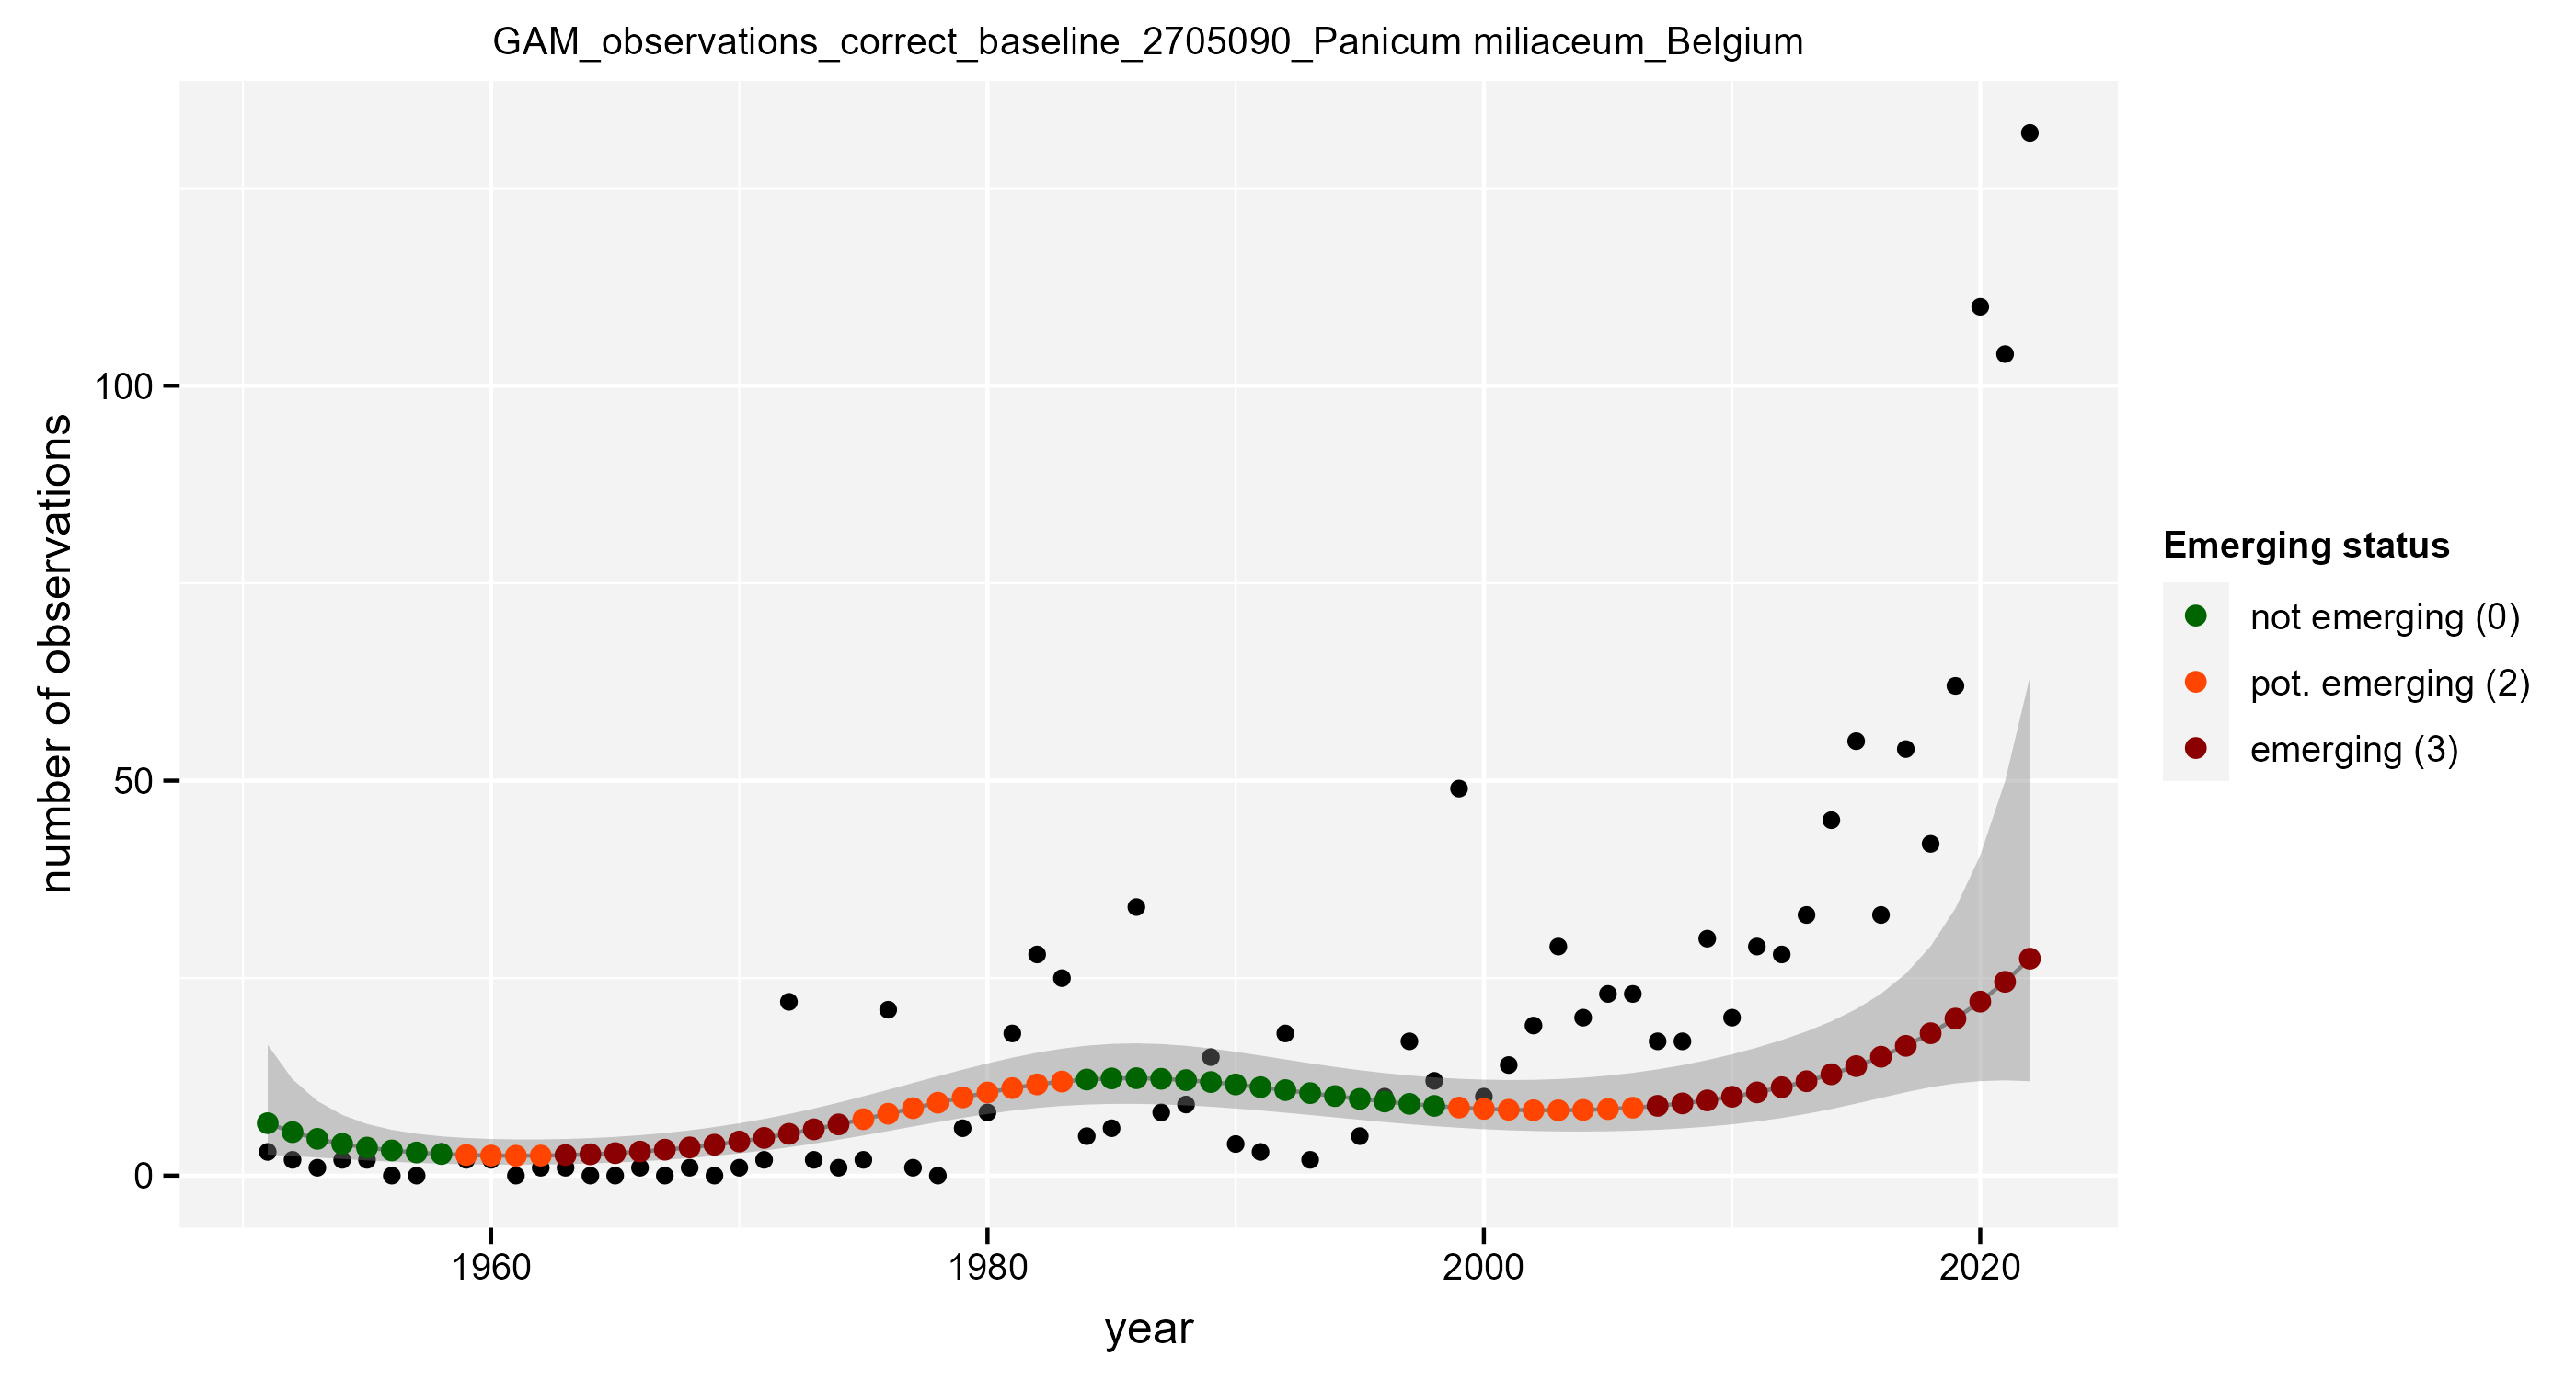 GAM_observations_correct_baseline_2705090_Panicum miliaceum_Belgium
number of observations
100
50
0
1960
1980
2000
2020
year
Emerging status
not emerging (0)
pot. emerging (2)
emerging (3)